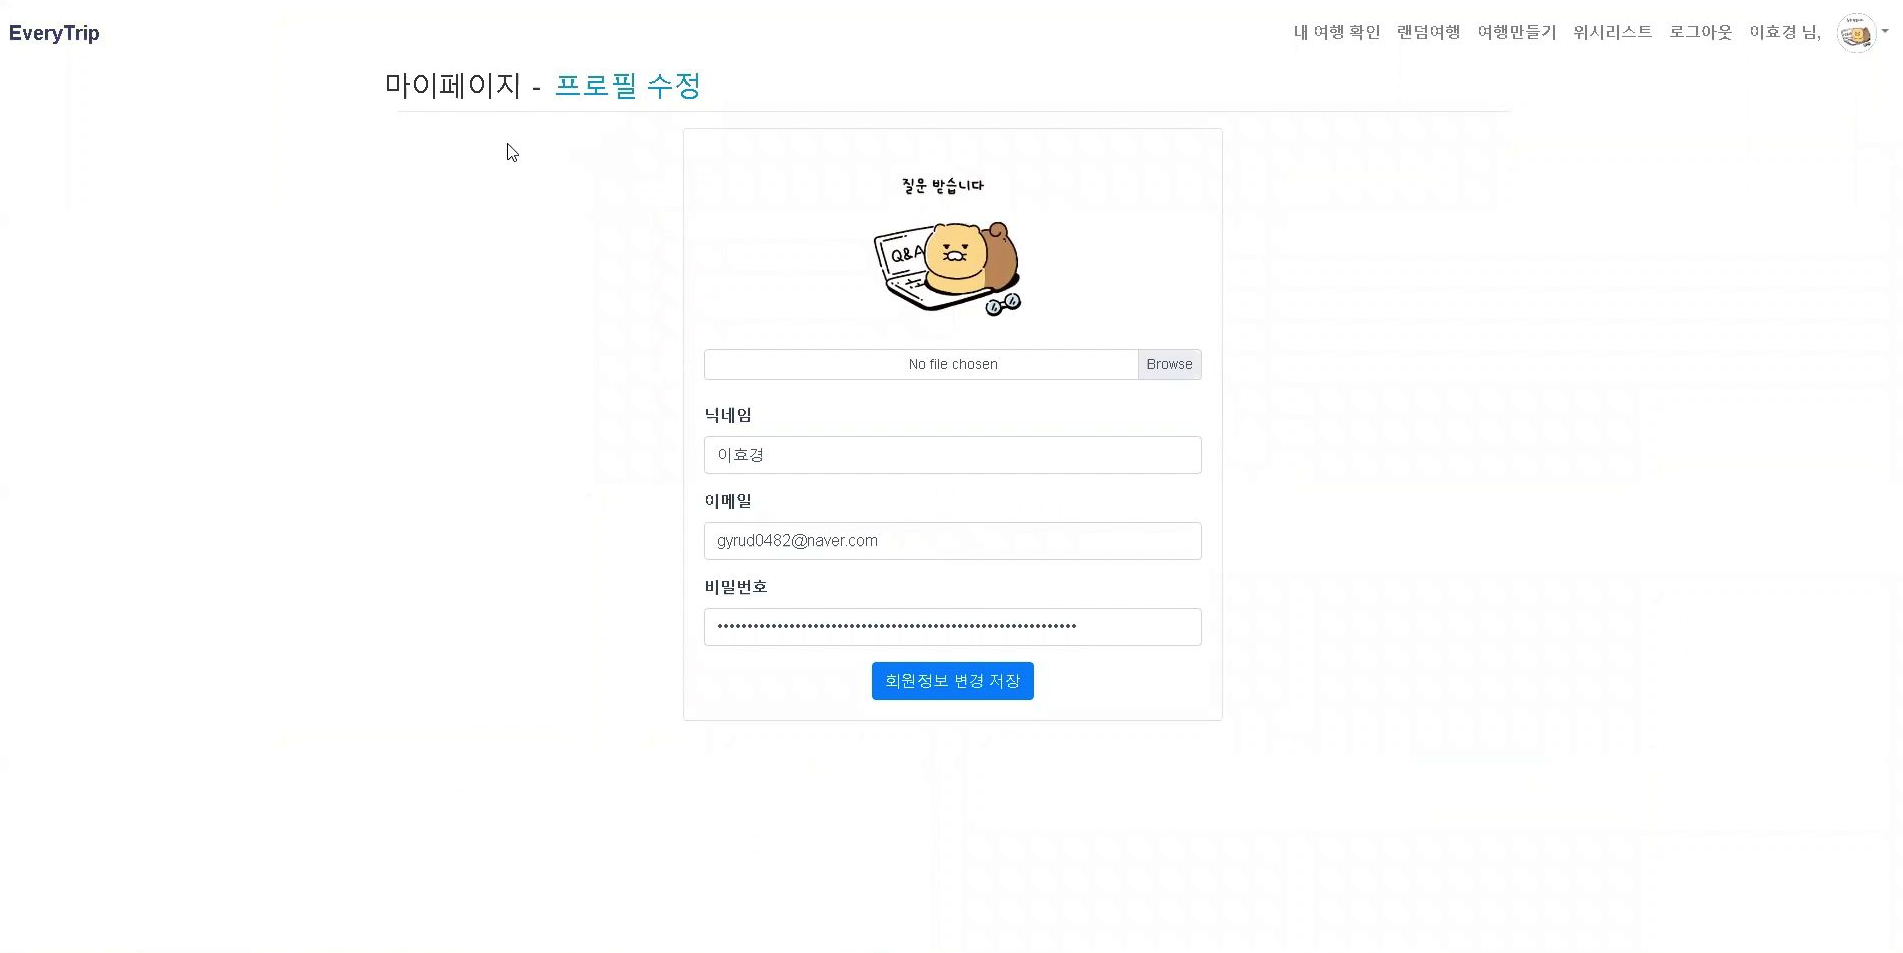 EveryTrip
내 여행 확인 랜덤여행 여행만들기 위시리스트 로그아웃 이효경 님,
마이페이지 - 프로필 수정
질문 받습니다
Q&A
No file chosen Browse
닉네임
이효경
이메일
gyrud0482@naver.com
비밀번호
회원정보 변경 저장